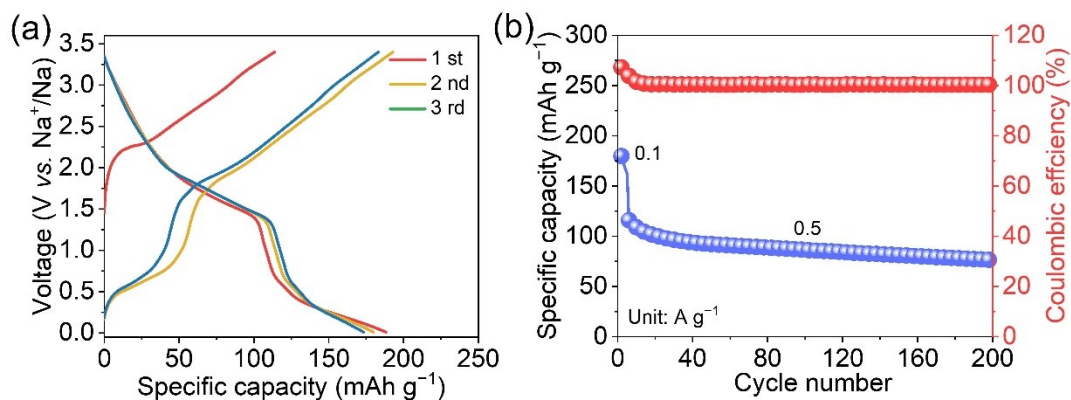 (a)
3.5
3.0
2.5
2.0
1.5
1.0
0.5
0.0
Voltage (V vs. Na⁺/Na)
1 st
2 nd
3 rd
0 50 100 150 200 250
Specific capacity (mAh g⁻¹)
(b)
300
250
200
150
100
75
50
25
0
Specific capacity (mAh g⁻¹)
0.1
0.5
Unit: A g⁻¹
120
100
80
60
40
20
0
Coulombic effciency (%)
0 40 80 120 160 200
Cycle number